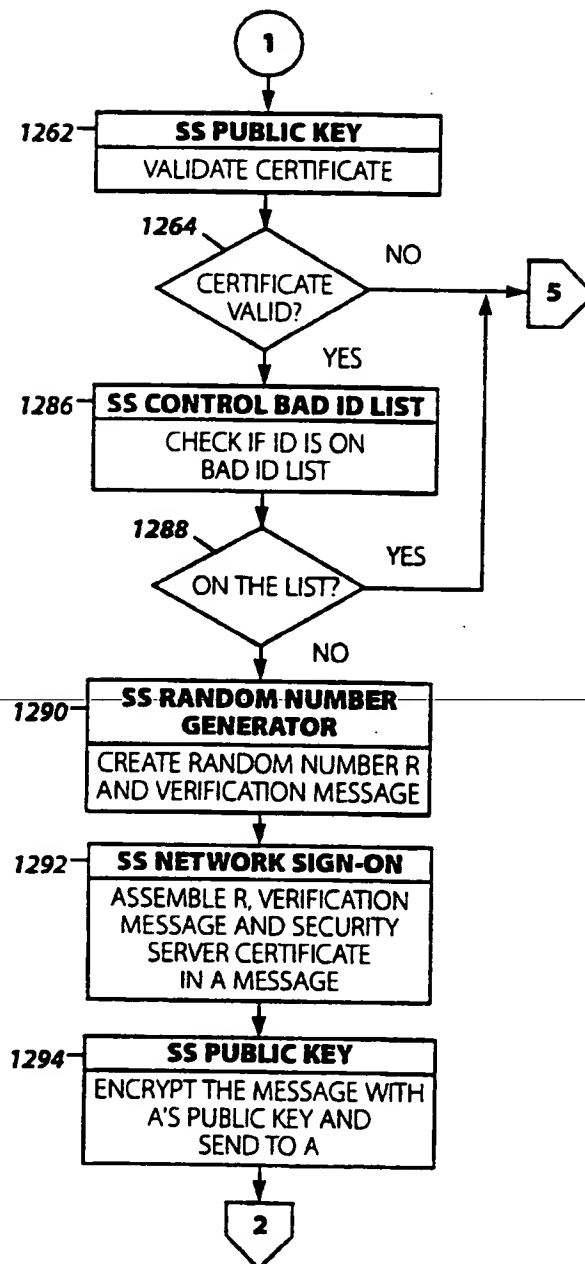 1
1262
SS PUBLIC KEY
VALIDATE CERTIFICATE
1264
CERTIFICATE
VALID?
NO
5
YES
1286
SS CONTROL BAD ID LIST
CHECK IF ID IS ON
BAD ID LIST
1288
ON THE LIST?
YES
NO
1290
SS RANDOM NUMBER
GENERATOR
CREATE RANDOM NUMBER R
AND VERIFICATION MESSAGE
1292
SS NETWORK SIGN-ON
ASSEMBLE R, VERIFICATION
MESSAGE AND SECURITY
SERVER CERTIFICATE
IN A MESSAGE
1294
SS PUBLIC KEY
ENCRYPT THE MESSAGE WITH
A'S PUBLIC KEY AND
SEND TO A
2